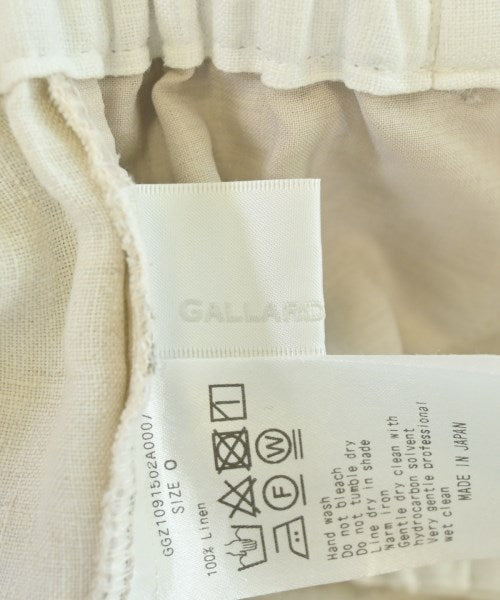 GALLARD
GGZ1091502A000/
SIZE O
100% Linen
W
F
Hand wash
Do not bleach
Do not tumble dry
Line dry in shade
Warm iron
Gentle dry clean with
hydrocarbon solvent
Very gentle professional
wet clean
MADE IN JAPAN